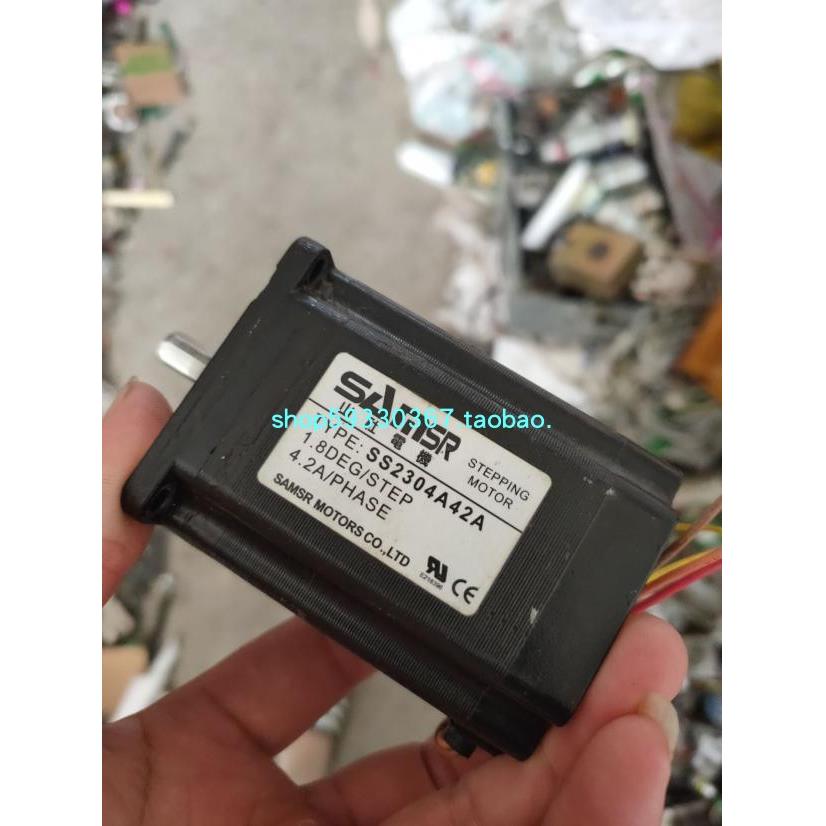 SAMSR
電機
STEPPING
MOTOR
TYPE: SS2304A42A
1.8DEG/STEP
4.2A/PHASE
SAMSR MOTORS CO.,LTD
CE
shop59330367.taobao.